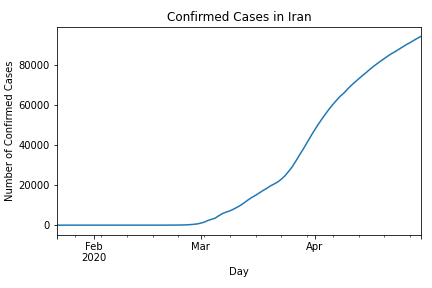 Confirmed Cases in Iran
Number of Confirmed Cases
80000
60000
40000
20000
0
Feb
2020
Mar
Apr
Day